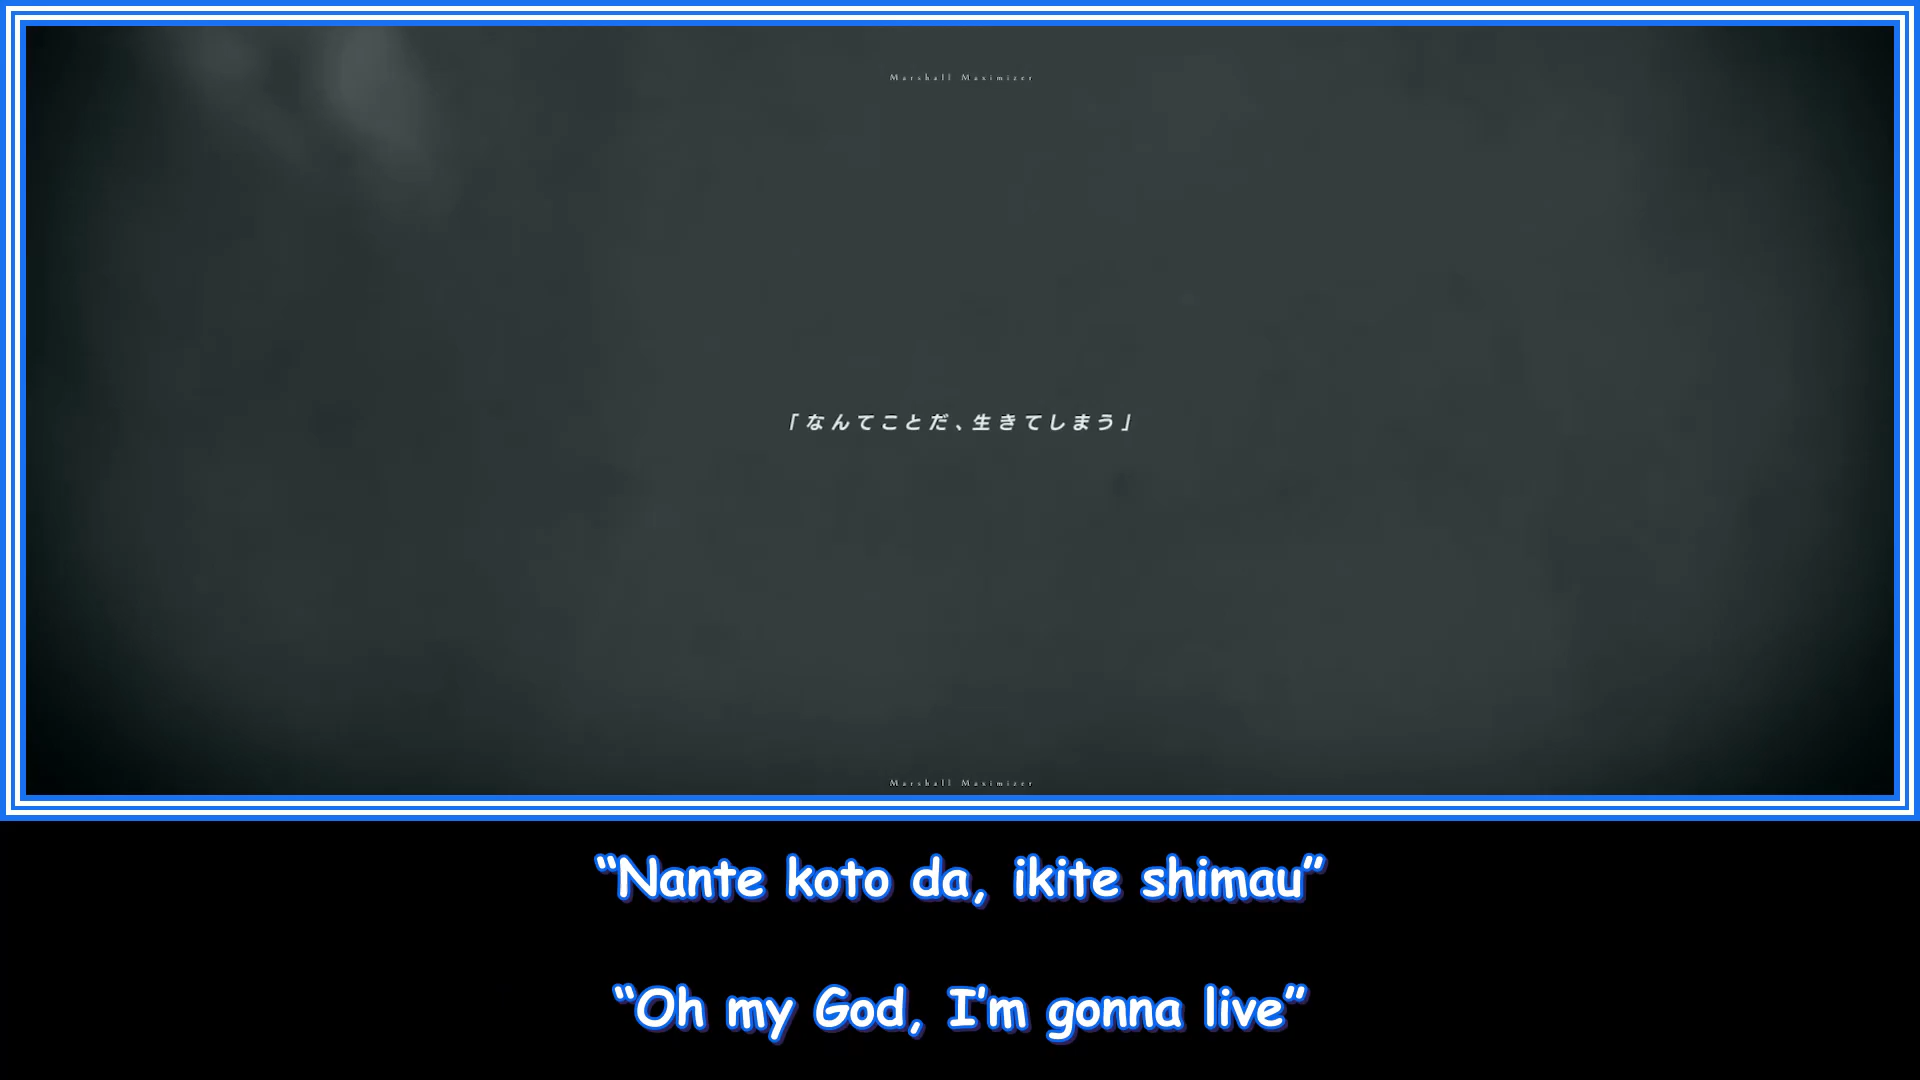 Marshall Maximizer
「なんてことだ、生きてしまう」
Marshall Maximizer
“Nante koto da, ikite shimau”
“Oh my God, I'm gonna live”